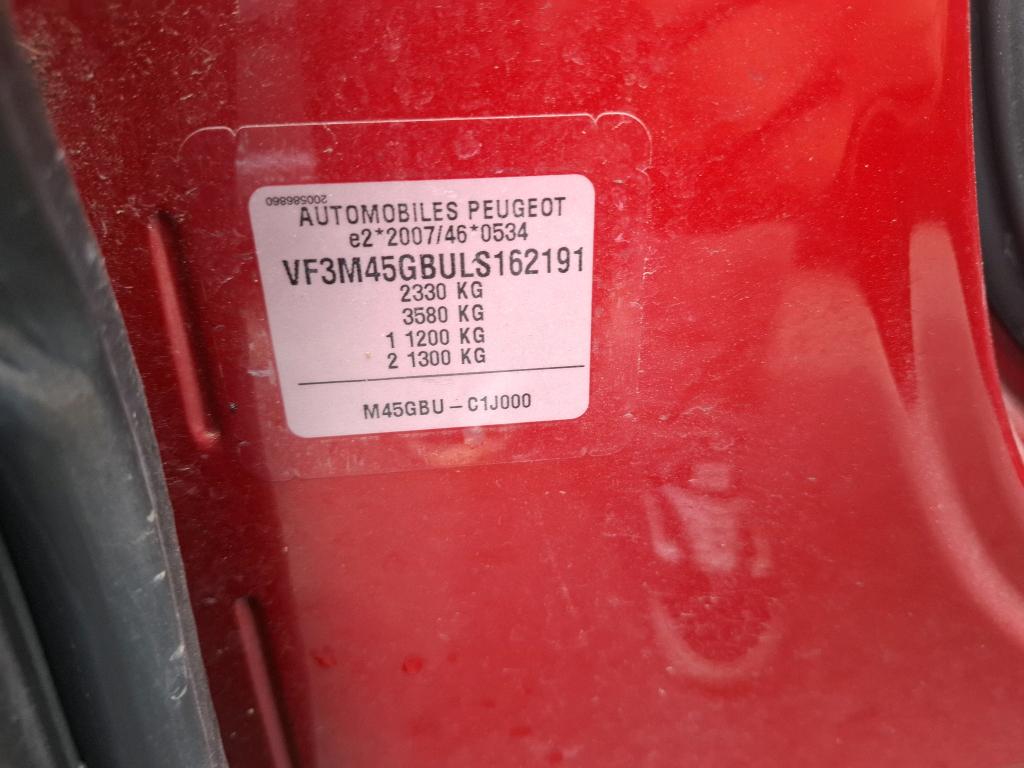 200586860
AUTOMOBILES PEUGEOT
e2*2007/46*0534
VF3M45GBULS162191
2330 KG
3580 KG
1 1200 KG
2 1300 KG
M45GBU - C1J000